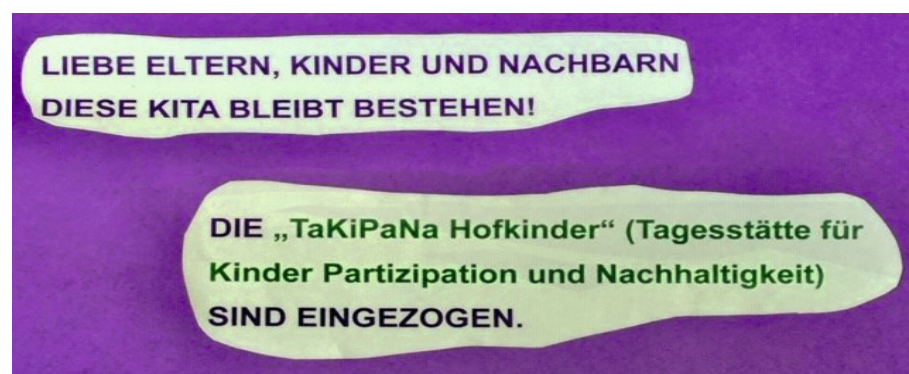 LIEBE ELTERN, KINDER UND NACHBARN
DIESE KITA BLEIBT BESTEHEN!
DIE „TaKiPaNa Hofkinder“ (Tagesstätte für
Kinder Partizipation und Nachhaltigkeit)
SIND EINGEZOGEN.